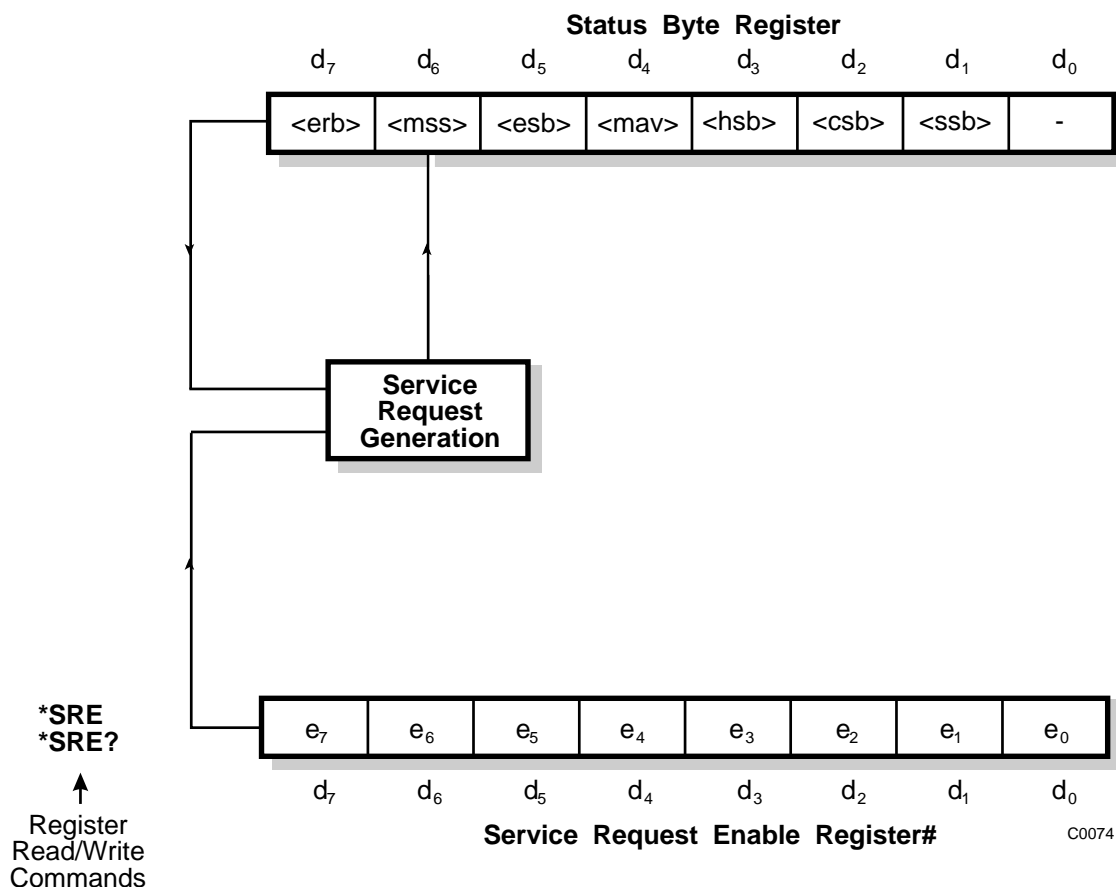 Status Byte Register
d7 d6 d5 d4 d3 d2 d1 d0
<erb> <mss> <esb> <mav> <hsb> <csb> <ssb> -
Service
Request
Generation
*SRE
*SRE?
Register
Read/Write
Commands
e7 e6 e5 e4 e3 e2 e1 e0
d7 d6 d5 d4 d3 d2 d1 d0
Service Request Enable Register#
C0074